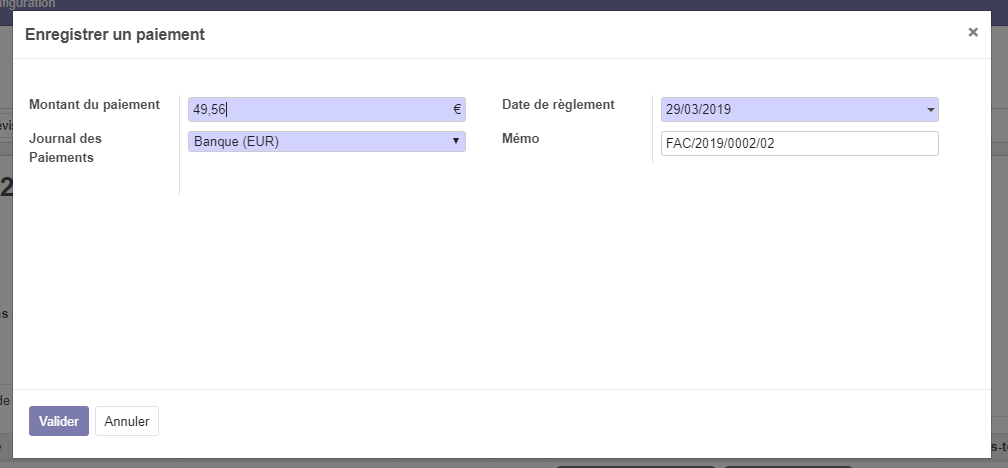 figuration
Enregistrer un paiement ×
Montant du paiement 49,56 € Date de règlement 29/03/2019
Journal des Paiements Banque (EUR) Mémo FAC/2019/0002/02
Valider Annuler